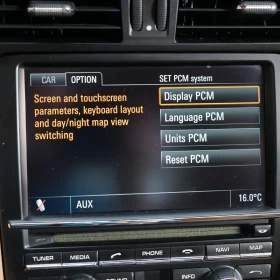 CAR
OPTION
SET PCM system
Screen and touchscreen
parameters, keyboard layout
and day/night map view
switching
Display PCM
Language PCM
Units PCM
Reset PCM
AUX
16.0°C
TUNER
MEDIA
PHONE
NAVI
MAP
INFO